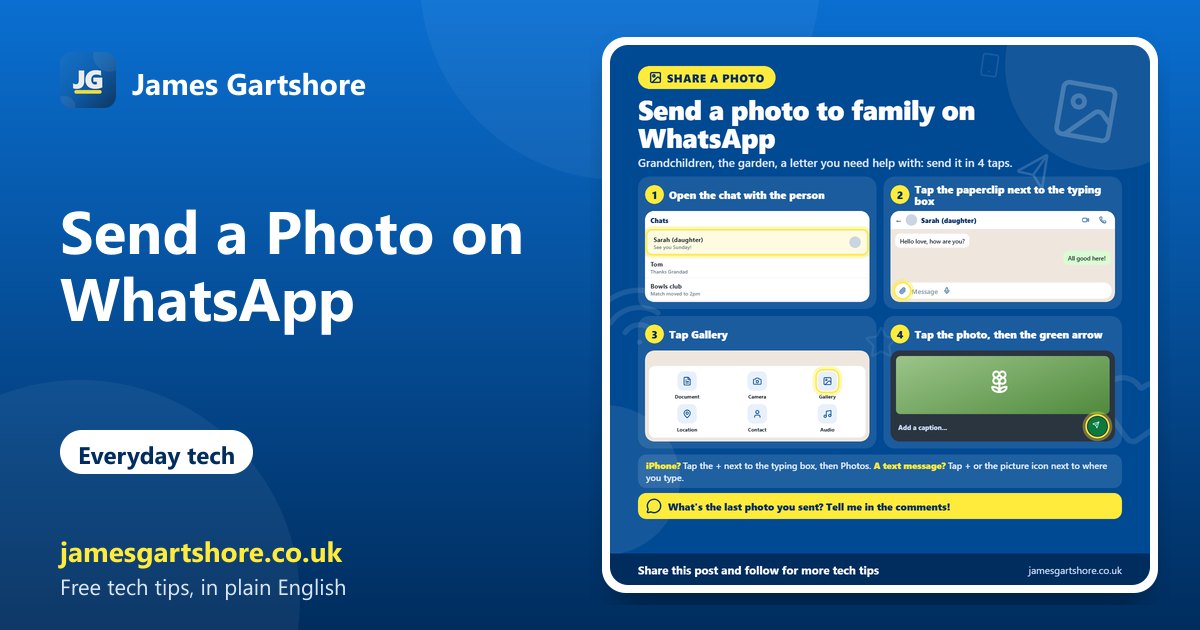 JG
James Gartshore
Send a Photo on
WhatsApp
Everyday tech
jamesgartshore.co.uk
Free tech tips, in plain English
SHARE A PHOTO
Send a photo to family on
WhatsApp
Grandchildren, the garden, a letter you need help with: send it in 4 taps.
1 Open the chat with the person
Chats
Sarah (daughter)
See you Sunday!
Tom
Thanks Grandad
Bowls club
Match moved to 2pm
2 Tap the paperclip next to the typing
box
← Sarah (daughter)
Hello love, how are you?
All good here!
Message
3 Tap Gallery
Document Camera Gallery
Location Contact Audio
4 Tap the photo, then the green arrow
Add a caption...
iPhone? Tap the + next to the typing box, then Photos. A text message? Tap + or the picture icon next to where
you type.
What's the last photo you sent? Tell me in the comments!
Share this post and follow for more tech tips
jamesgartshore.co.uk